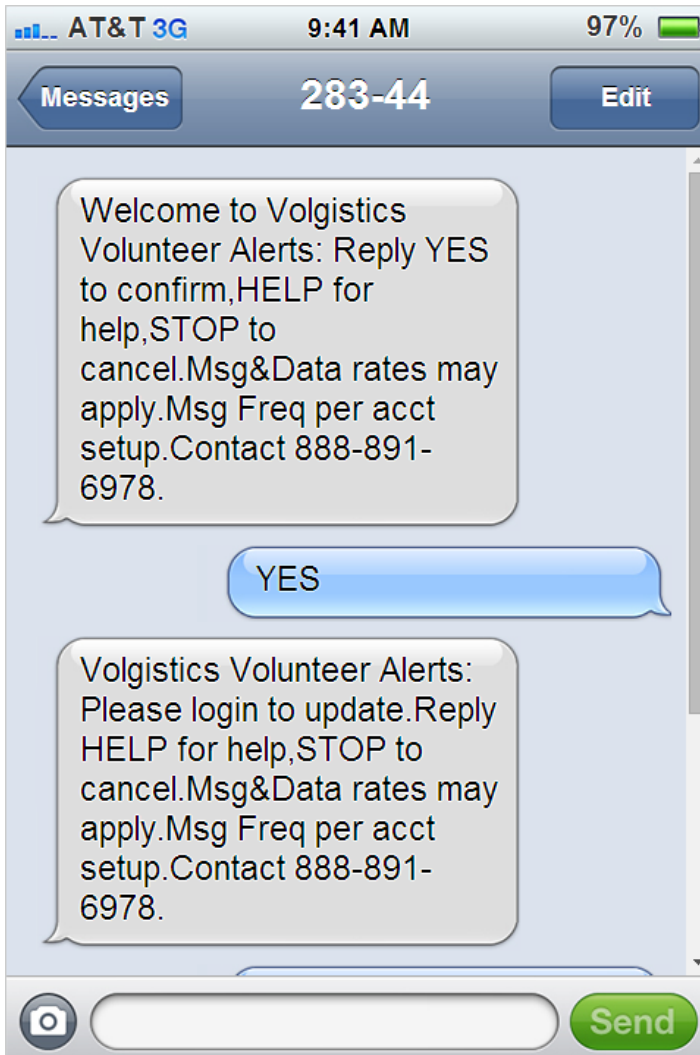 AT&T 3G 9:41 AM 97%
Messages 283-44 Edit
Welcome to Volgistics
Volunteer Alerts: Reply YES
to confirm,HELP for
help,STOP to
cancel.Msg&Data rates may
apply.Msg Freq per acct
setup.Contact 888-891-
6978.
YES
Volgistics Volunteer Alerts:
Please login to update.Reply
HELP for help,STOP to
cancel.Msg&Data rates may
apply.Msg Freq per acct
setup.Contact 888-891-
6978.
Send